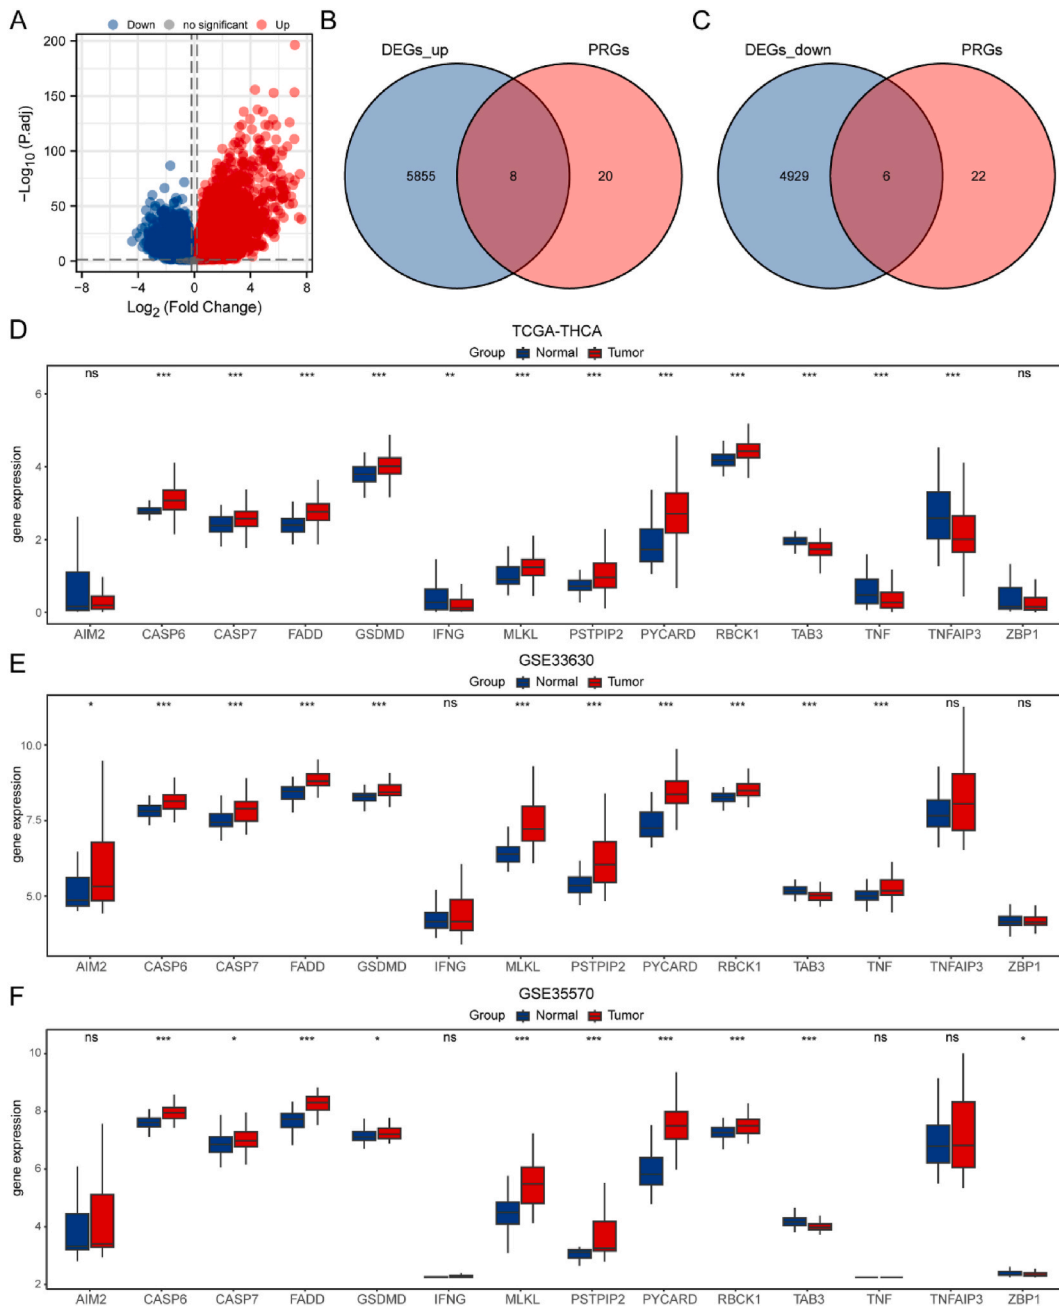 A
Down no significant Up
200
150
100
50
0
−Log10 (P.adj)
−8 −4 0 4 8
Log2 (Fold Change)
B
DEGs_up PRGs
5855 8 20
C
DEGs_down PRGs
4929 6 22
D
TCGA-THCA
Group Normal Tumor
ns *** *** *** *** ** *** *** *** *** *** *** *** ns
6
4
2
0
gene expression
AIM2 CASP6 CASP7 FADD GSDMD IFNG MLKL PSTPIP2 PYCARD RBCK1 TAB3 TNF TNFAIP3 ZBP1
E
GSE33630
Group Normal Tumor
* *** *** *** *** ns *** *** *** *** *** *** ns ns
10.0
7.5
5.0
gene expression
AIM2 CASP6 CASP7 FADD GSDMD IFNG MLKL PSTPIP2 PYCARD RBCK1 TAB3 TNF TNFAIP3 ZBP1
F
GSE35570
Group Normal Tumor
ns *** * *** * ns *** *** *** *** *** ns ns *
10
8
6
4
2
gene expression
AIM2 CASP6 CASP7 FADD GSDMD IFNG MLKL PSTPIP2 PYCARD RBCK1 TAB3 TNF TNFAIP3 ZBP1